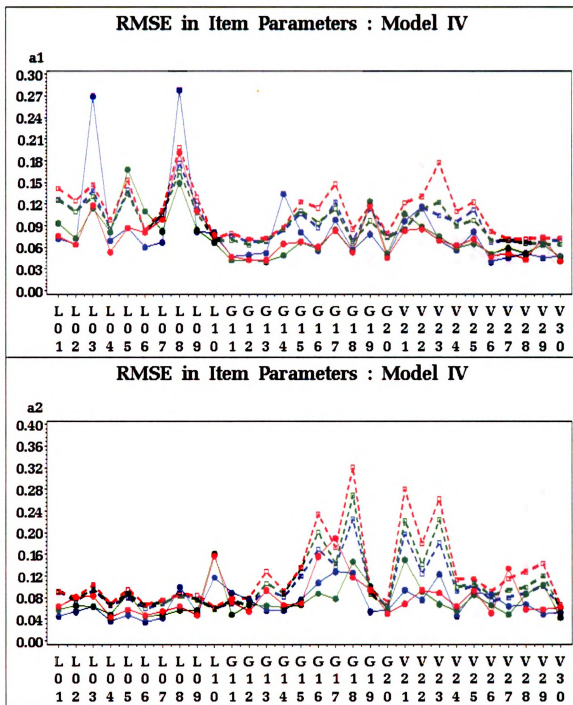 RMSE in Item Parameters : Model IV
a1
0.30
0.27
0.24
0.21
0.18
0.15
0.12
0.09
0.06
0.03
0.00
L L L L L L L L L L G G G G G G G G G G V V V V V V V V V V
0 0 0 0 0 0 0 0 0 1 1 1 1 1 1 1 1 1 1 2 2 2 2 2 2 2 2 2 2 3
1 2 3 4 5 6 7 8 9 0 1 2 3 4 5 6 7 8 9 0 1 2 3 4 5 6 7 8 9 0
RMSE in Item Parameters : Model IV
a2
0.40
0.36
0.32
0.28
0.24
0.20
0.16
0.12
0.08
0.04
0.00
L L L L L L L L L L G G G G G G G G G G V V V V V V V V V V
0 0 0 0 0 0 0 0 0 1 1 1 1 1 1 1 1 1 1 2 2 2 2 2 2 2 2 2 2 3
1 2 3 4 5 6 7 8 9 0 1 2 3 4 5 6 7 8 9 0 1 2 3 4 5 6 7 8 9 0